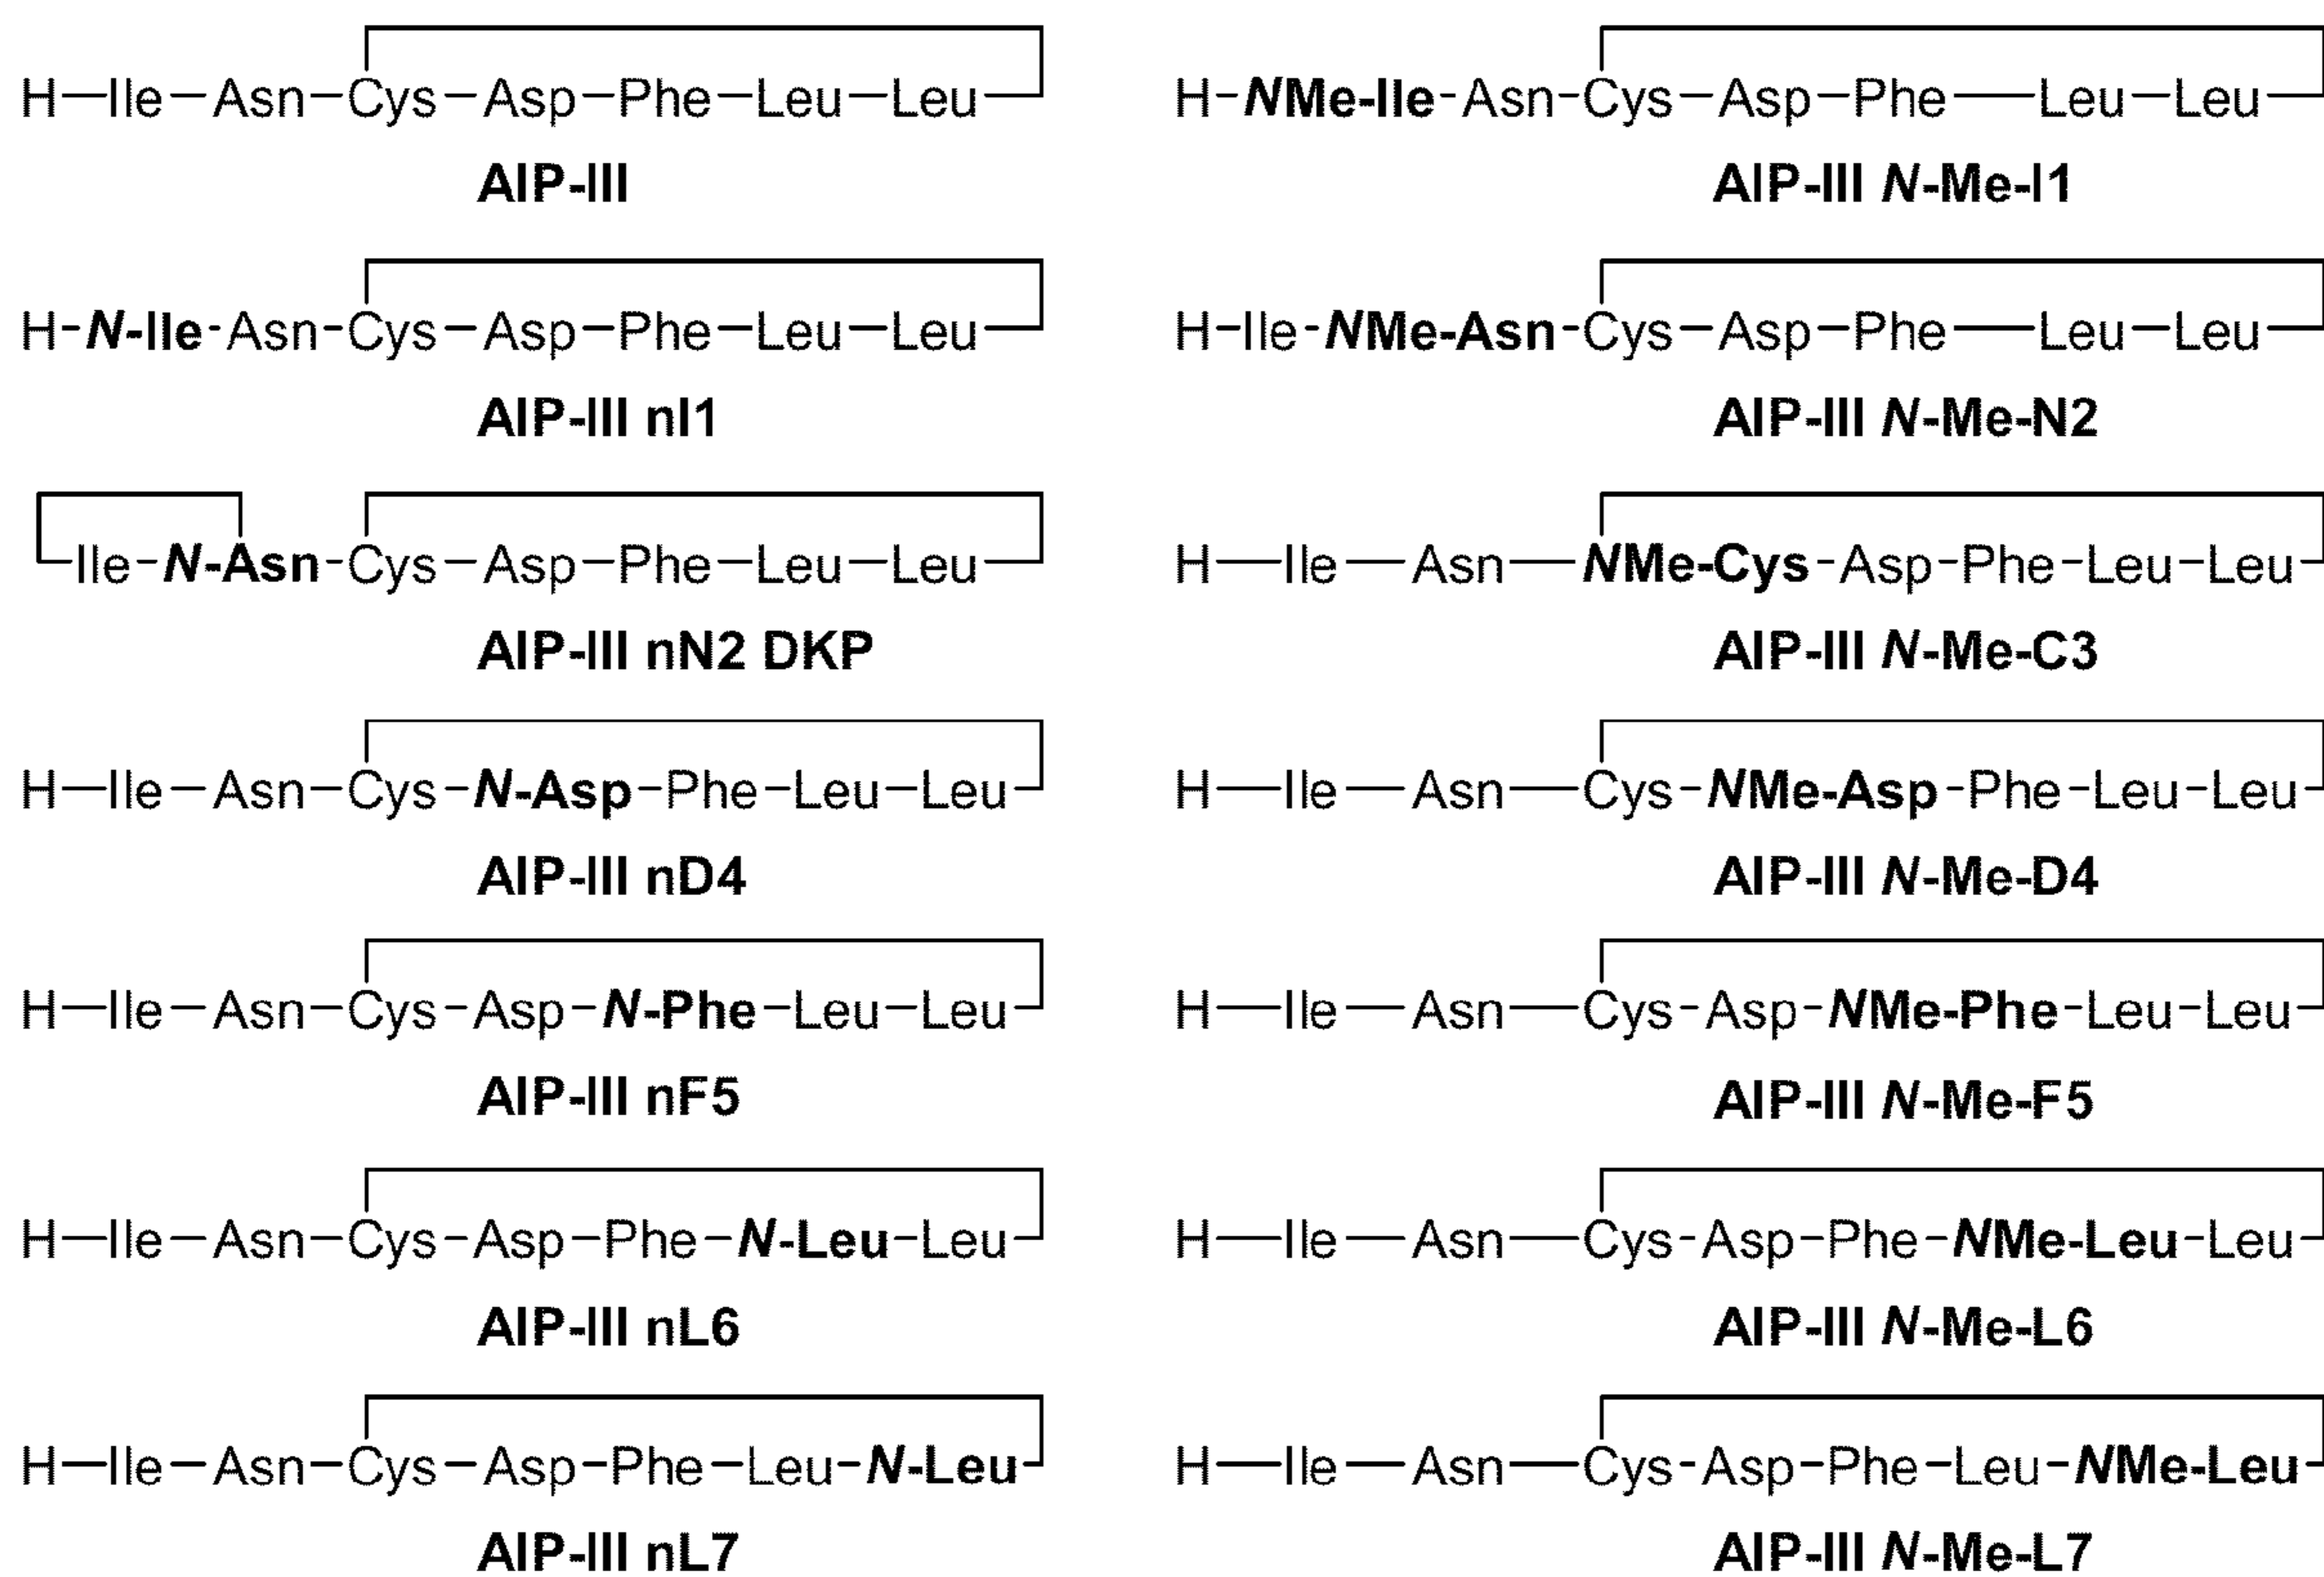 H–Ile–Asn–Cys–Asp–Phe–Leu–Leu
AIP-III
H–NMe-Ile–Asn–Cys–Asp–Phe–Leu–Leu
AIP-III N-Me-I1
H–N-Ile–Asn–Cys–Asp–Phe–Leu–Leu
AIP-III nI1
H–Ile–NMe-Asn–Cys–Asp–Phe–Leu–Leu
AIP-III N-Me-N2
Ile–N-Asn–Cys–Asp–Phe–Leu–Leu
AIP-III nN2 DKP
H–Ile–Asn–NMe-Cys–Asp–Phe–Leu–Leu
AIP-III N-Me-C3
H–Ile–Asn–Cys–N-Asp–Phe–Leu–Leu
AIP-III nD4
H–Ile–Asn–Cys–NMe-Asp–Phe–Leu–Leu
AIP-III N-Me-D4
H–Ile–Asn–Cys–Asp–N-Phe–Leu–Leu
AIP-III nF5
H–Ile–Asn–Cys–Asp–NMe-Phe–Leu–Leu
AIP-III N-Me-F5
H–Ile–Asn–Cys–Asp–Phe–N-Leu–Leu
AIP-III nL6
H–Ile–Asn–Cys–Asp–Phe–NMe-Leu–Leu
AIP-III N-Me-L6
H–Ile–Asn–Cys–Asp–Phe–Leu–N-Leu
AIP-III nL7
H–Ile–Asn–Cys–Asp–Phe–Leu–NMe-Leu
AIP-III N-Me-L7